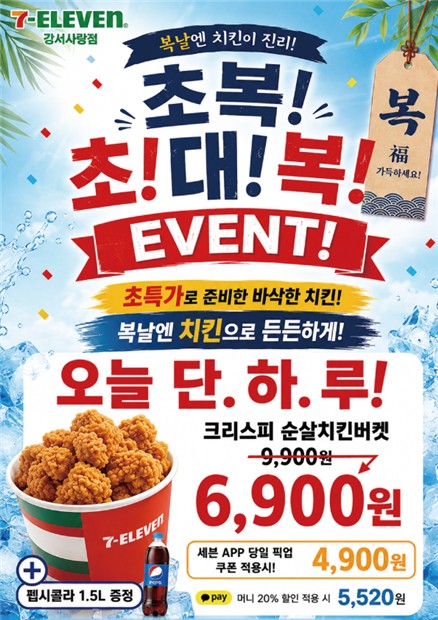 7-ELEVEN®
강서사랑점
복날엔 치킨이 진리!
초복!
초!대!복!
EVENT!
복
福
가득하세요!
초특가로 준비한 바삭한 치킨!
복날엔 치킨으로 든든하게!
오늘 단.하.루!
크리스피 순살치킨버켓
9,900원
6,900원
7-ELEVEN
세븐 APP 당일 픽업
쿠폰 적용시!
4,900원
+
펩시콜라 1.5L 증정
pepsi
pay 머니 20% 할인 적용 시 5,520원